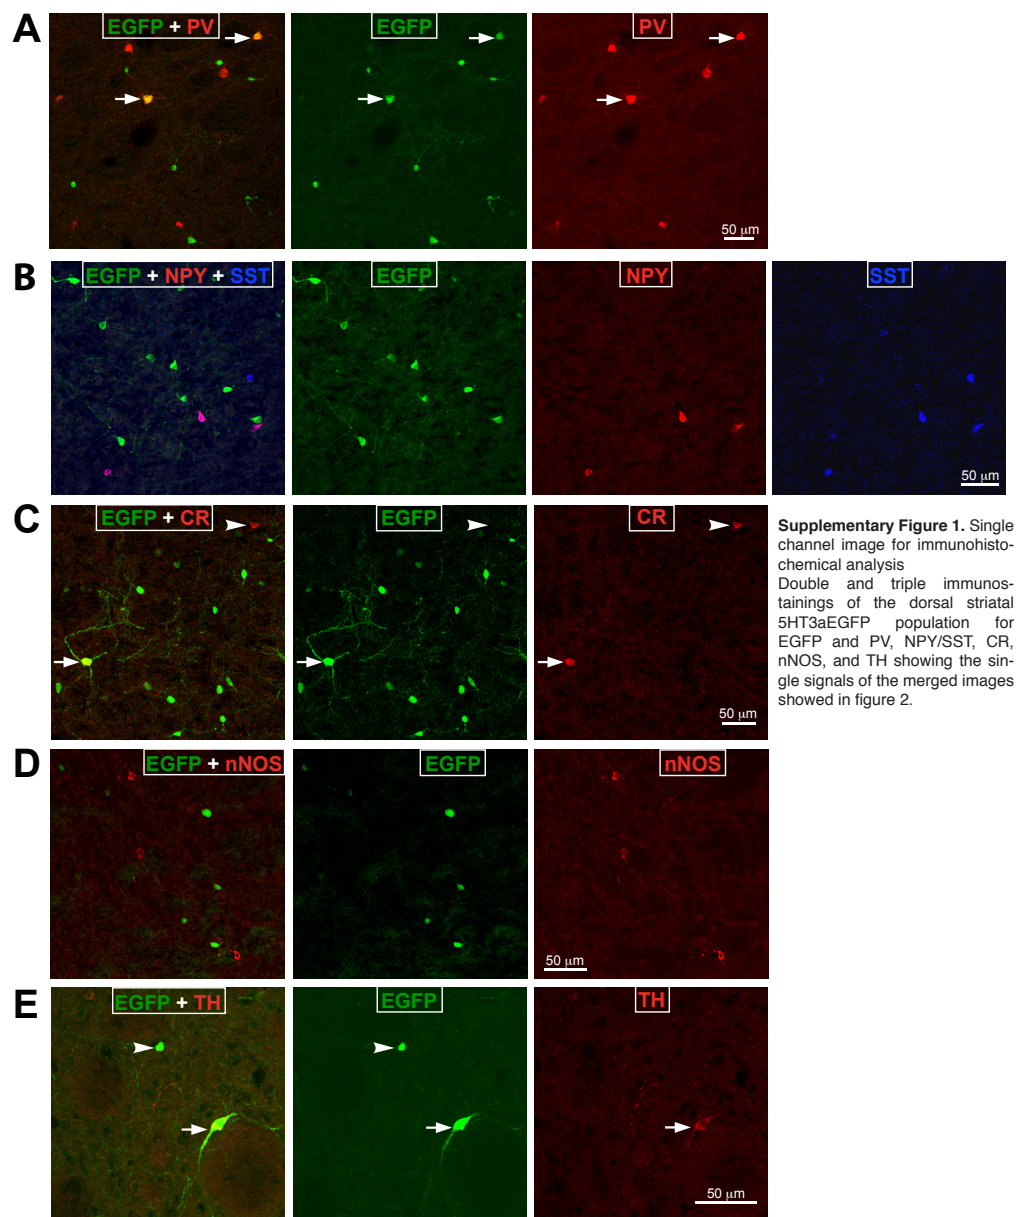 A
EGFP + PV
EGFP
PV
50 μm
B
EGFP + NPY + SST
EGFP
NPY
SST
50 μm
C
EGFP + CR
EGFP
CR
50 μm
Supplementary Figure 1. Single
channel image for immunohisto-
chemical analysis
Double and triple immunos-
tainings of the dorsal striatal
5HT3aEGFP population for
EGFP and PV, NPY/SST, CR,
nNOS, and TH showing the sin-
gle signals of the merged images
showed in figure 2.
D
EGFP + nNOS
EGFP
nNOS
50 μm
E
EGFP + TH
EGFP
TH
50 μm